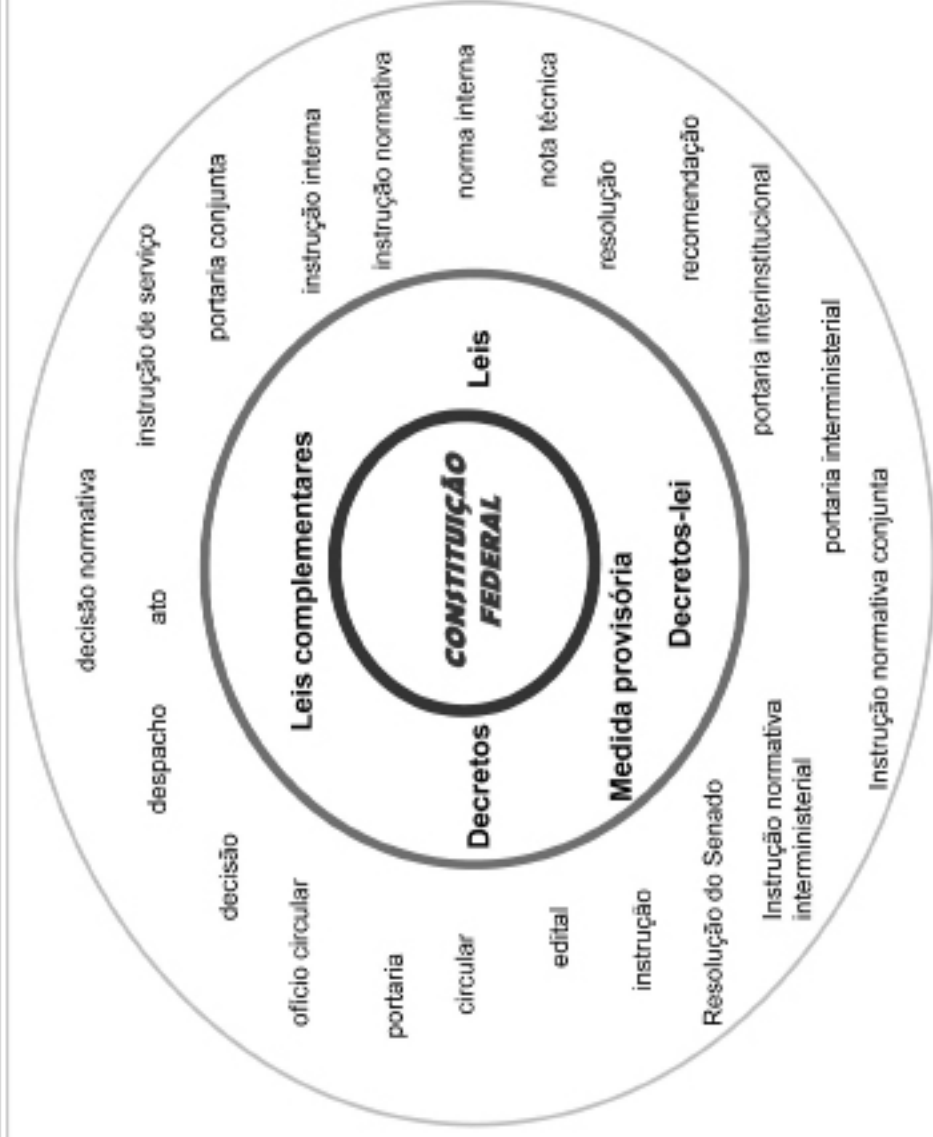 decisão normativa
despacho
ato
instrução de serviço
decisão
portaria conjunta
ofício circular
Leis complementares
instrução interna
portaria
instrução normativa
circular
Decretos
CONSTITUIÇÃO
FEDERAL
Leis
norma interna
edital
nota técnica
instrução
Medida provisória
resolução
Resolução do Senado
Decretos-lei
recomendação
Instrução normativa
interministerial
portaria interinstitucional
portaria interministerial
Instrução normativa conjunta